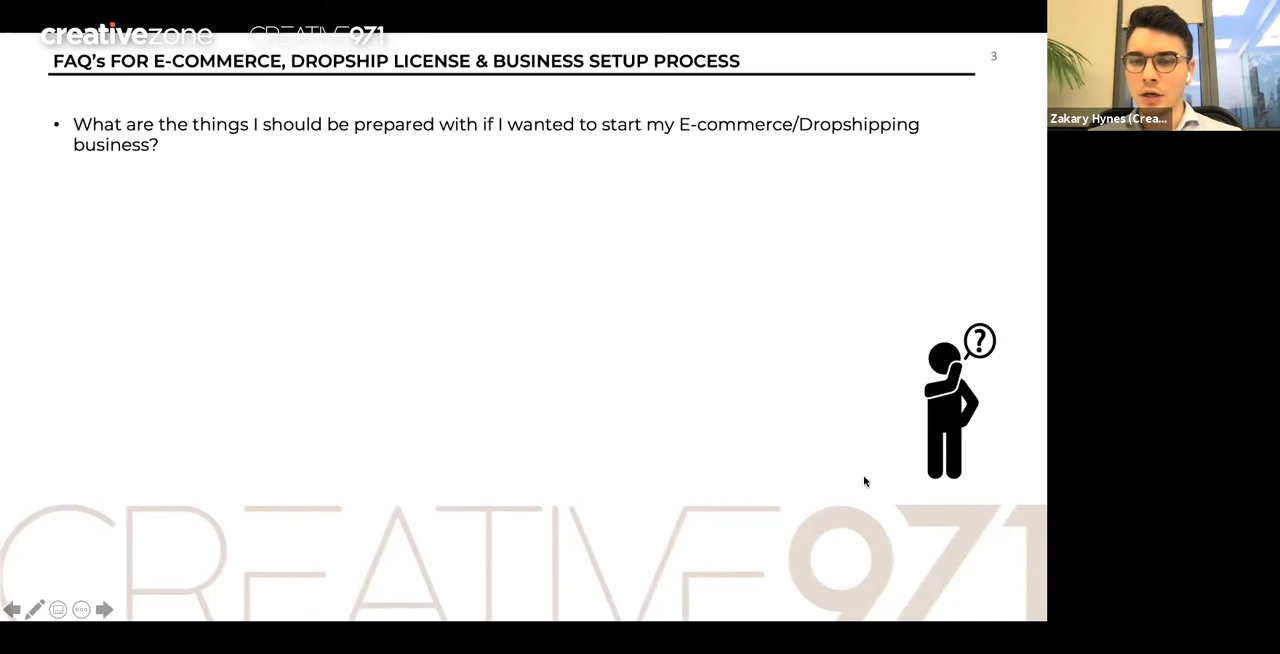 creativezone CREATIVE971
FAQ's FOR E-COMMERCE, DROPSHIP LICENSE & BUSINESS SETUP PROCESS
3
• What are the things I should be prepared with if I wanted to start my E-commerce/Dropshipping
business?
?
Zakary Hynes (Crea...
CREATIVE971